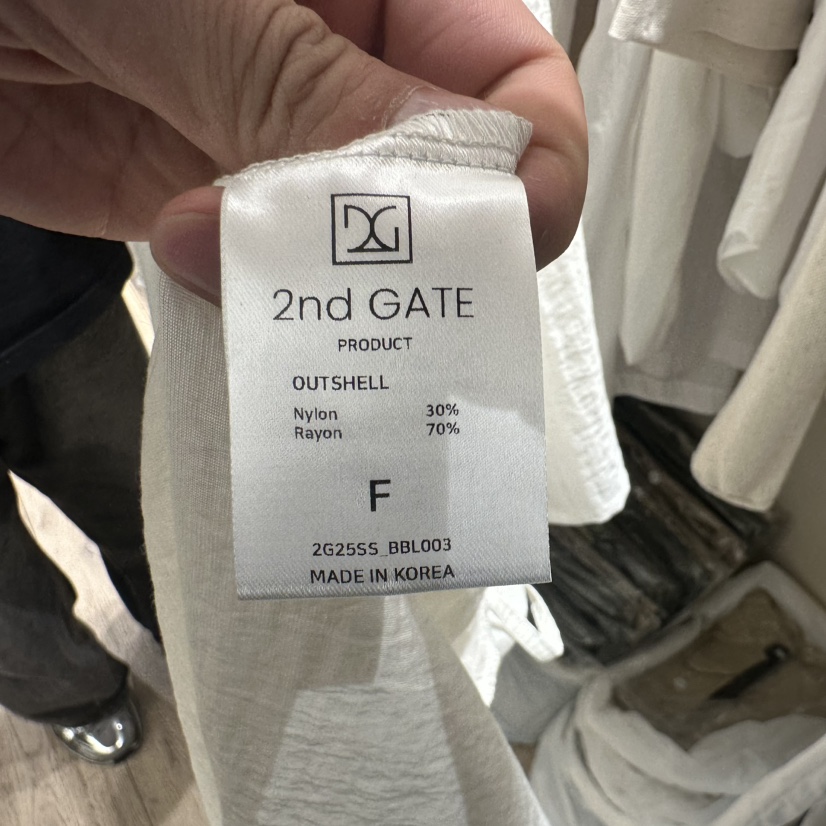 2nd GATE
PRODUCT
OUTSHELL
Nylon 30%
Rayon 70%
F
2G25SS_BBL003
MADE IN KOREA